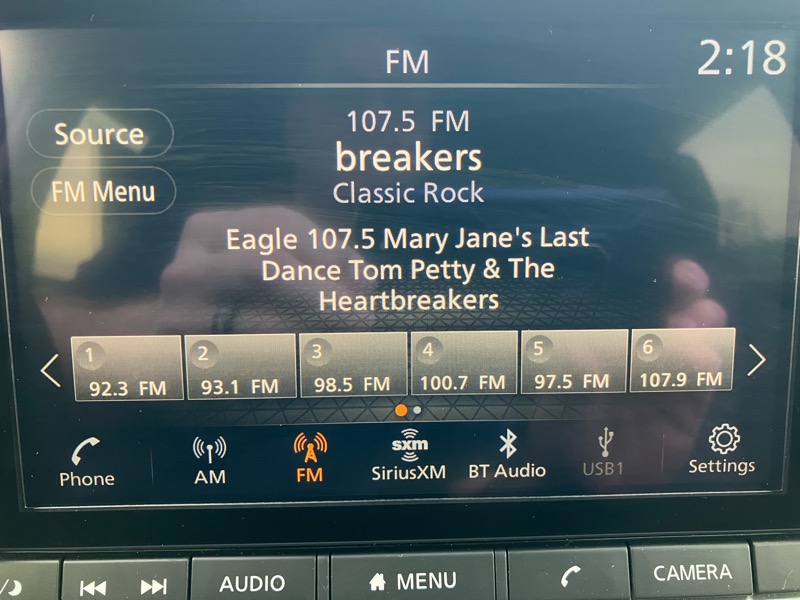 FM
2:18
Source
FM Menu
107.5 FM
breakers
Classic Rock
Eagle 107.5 Mary Jane's Last
Dance Tom Petty & The
Heartbreakers
1 2 3 4 5 6
92.3 FM 93.1 FM 98.5 FM 100.7 FM 97.5 FM 107.9 FM
sxm
Phone AM FM SiriusXM BT Audio USB1 Settings
AUDIO MENU CAMERA